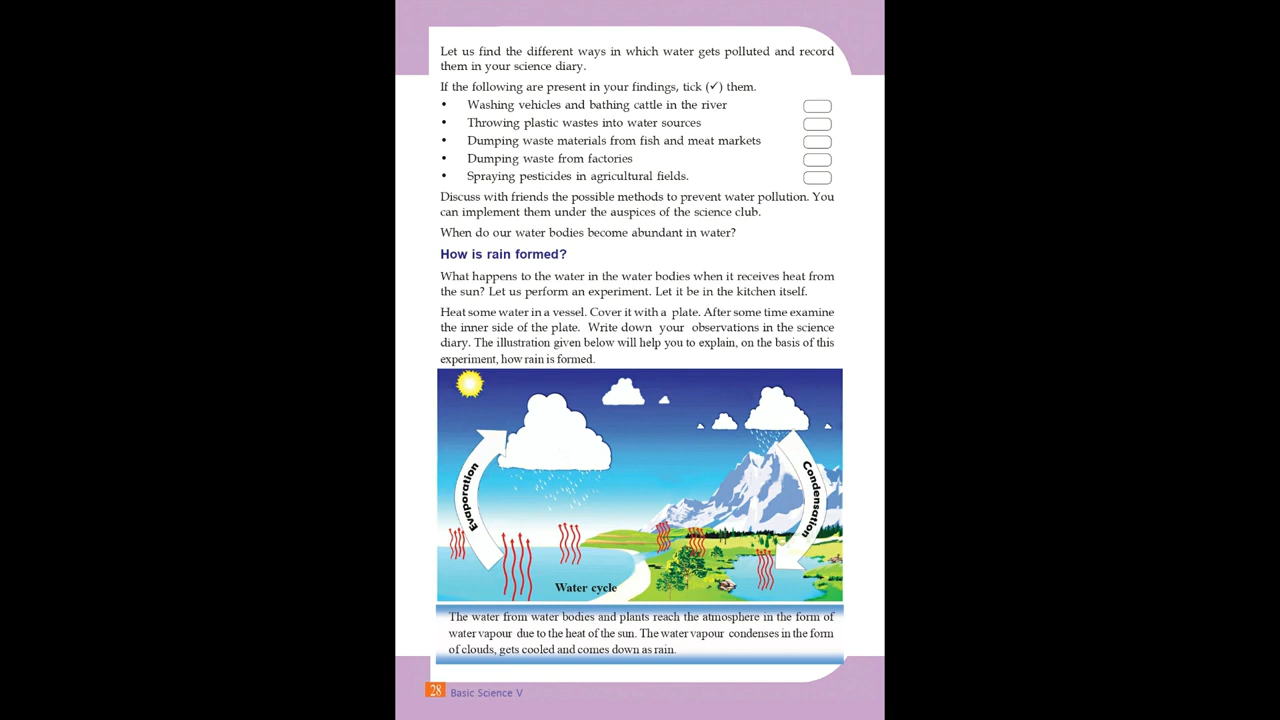 Let us find the different ways in which water gets polluted and record
them in your science diary.
If the following are present in your findings, tick (✓) them.
• Washing vehicles and bathing cattle in the river
• Throwing plastic wastes into water sources
• Dumping waste materials from fish and meat markets
• Dumping waste from factories
• Spraying pesticides in agricultural fields.
Discuss with friends the possible methods to prevent water pollution. You
can implement them under the auspices of the science club.
When do our water bodies become abundant in water?
How is rain formed?
What happens to the water in the water bodies when it receives heat from
the sun? Let us perform an experiment. Let it be in the kitchen itself.
Heat some water in a vessel. Cover it with a plate. After some time examine
the inner side of the plate. Write down your observations in the science
diary. The illustration given below will help you to explain, on the basis of this
experiment, how rain is formed.
Evaporation
Condensation
Water cycle
The water from water bodies and plants reach the atmosphere in the form of
water vapour due to the heat of the sun. The water vapour condenses in the form
of clouds, gets cooled and comes down as rain.
28 Basic Science V